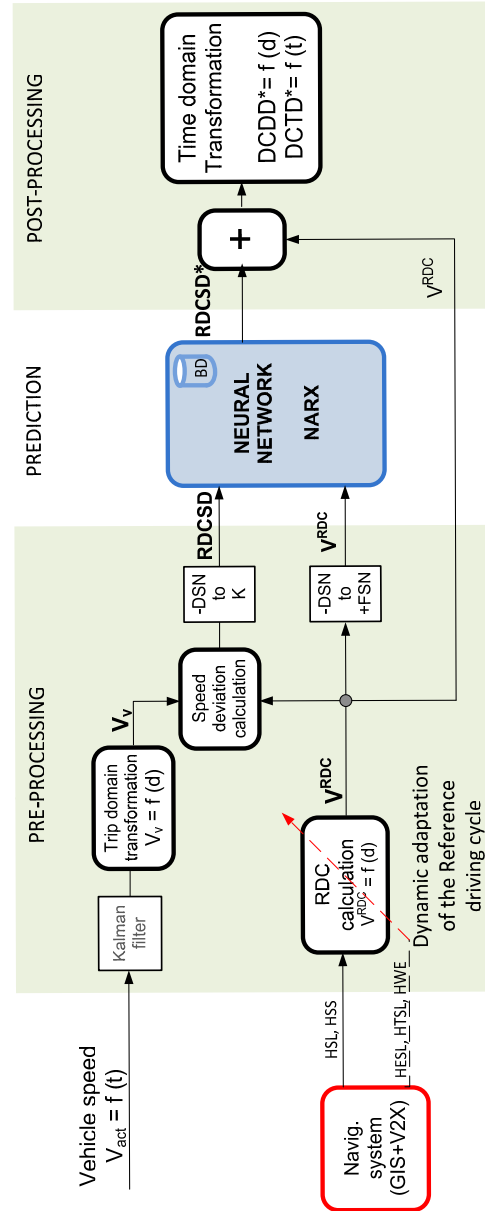 PRE-PROCESSING
PREDICTION
POST-PROCESSING
Vehicle speed
V_act = f (t)
Kalman
filter
Trip domain
transformation
V_v = f (d)
V_v
Speed
deviation
calculation
-DSN
to
K
RDCSD
NEURAL
NETWORK
NARX
BD
RDCSD*
+
Time domain
Transformation
DCDD*= f (d)
DCTD*= f (t)
Navig.
system
(GIS+V2X)
HSL, HSS
HESL, HTSL, HWE
RDC
calculation
V^RDC = f (d)
V^RDC
-DSN
to
+FSN
V^RDC
V^RDC
Dynamic adaptation
of the Reference
driving cycle